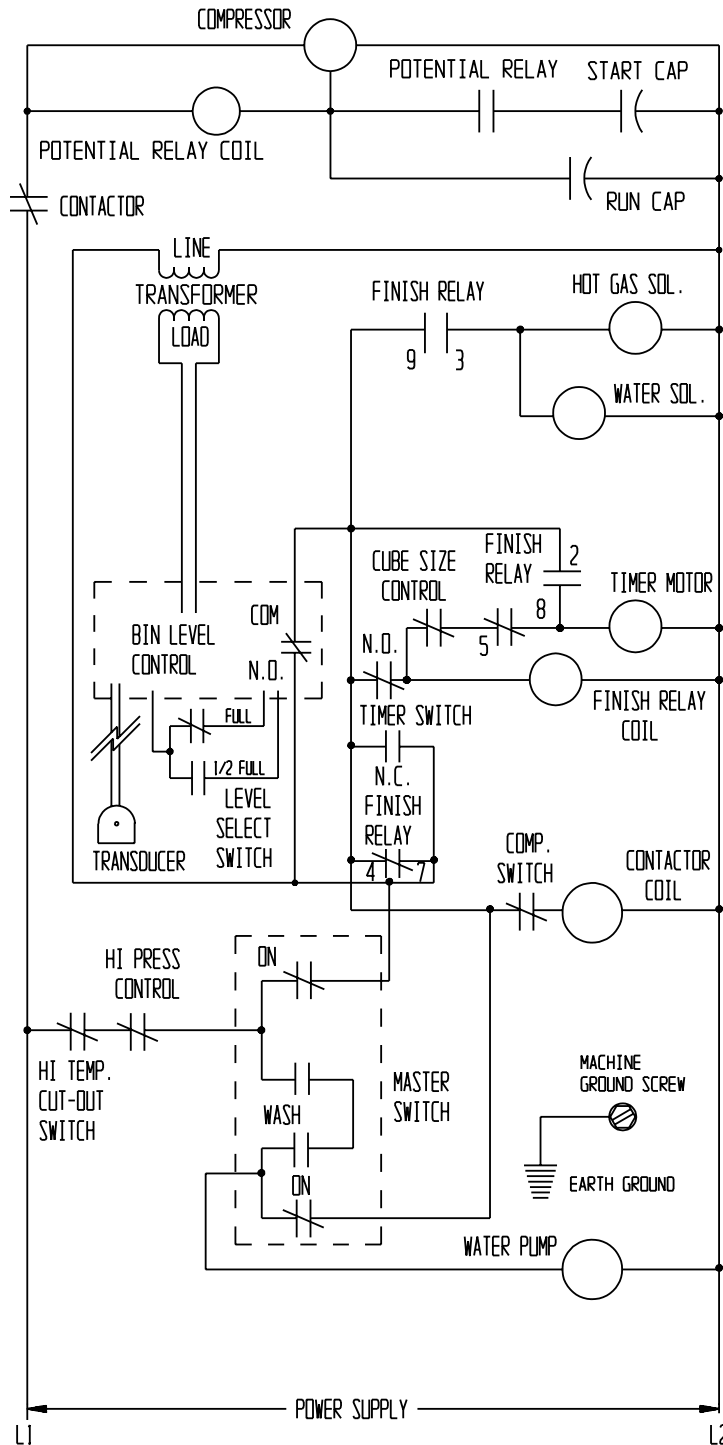 COMPRESSOR
POTENTIAL RELAY
START CAP
POTENTIAL RELAY COIL
CONTACTOR
RUN CAP
LINE
TRANSFORMER
LOAD
FINISH RELAY
9 3
HOT GAS SOL.
WATER SOL.
CUBE SIZE
CONTROL
FINISH
RELAY
2
8
5
TIMER MOTOR
COM
BIN LEVEL
CONTROL
N.O.
N.O.
TIMER SWITCH
FINISH RELAY
COIL
FULL
1/2 FULL
LEVEL
SELECT
SWITCH
TRANSDUCER
N.C.
FINISH
RELAY
4 7
COMP.
SWITCH
CONTACTOR
COIL
HI PRESS
CONTROL
ON
HI TEMP.
CUT-OUT
SWITCH
WASH
MASTER
SWITCH
ON
MACHINE
GROUND SCREW
EARTH GROUND
WATER PUMP
POWER SUPPLY
L1
L2